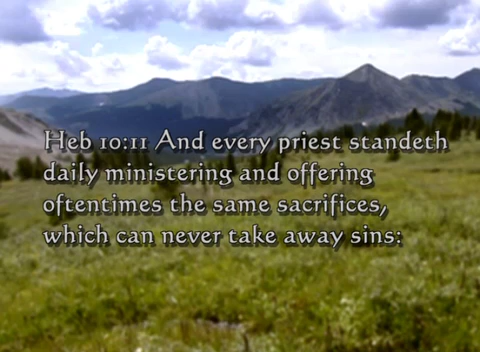 Heb 10:11 And every priest standeth
daily ministering and offering
oftentimes the same sacrifices,
which can never take away sins: